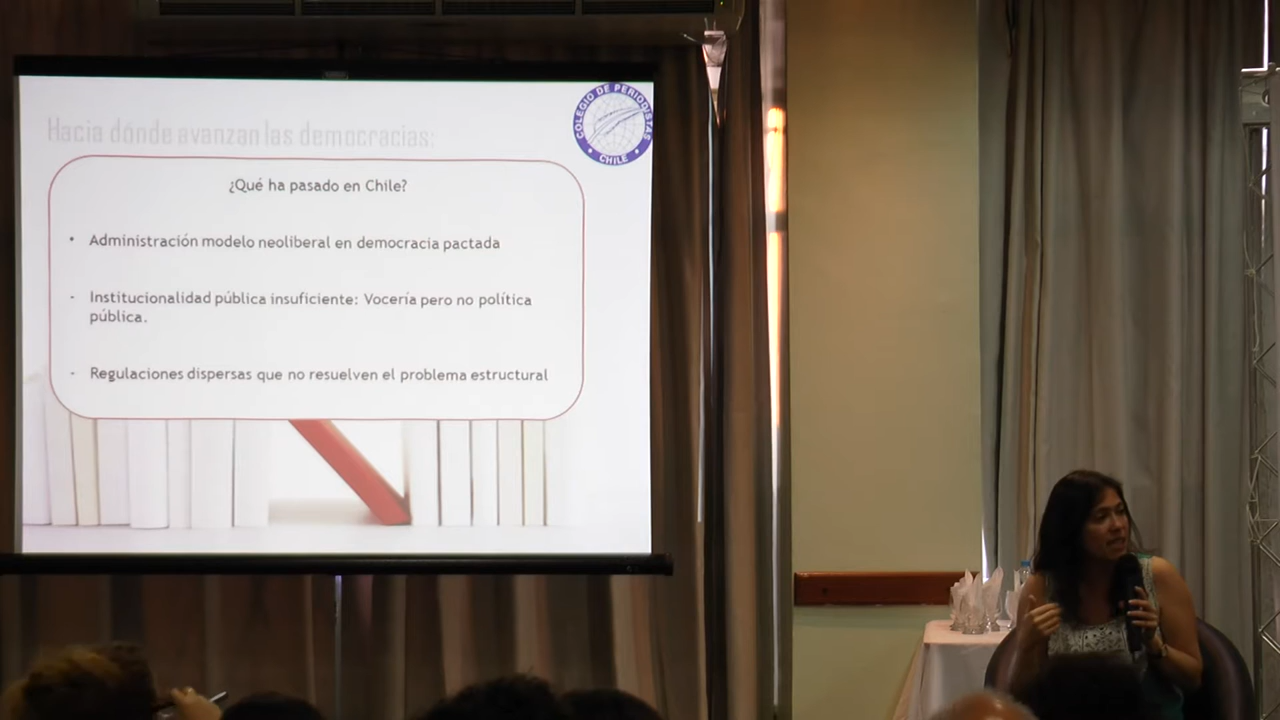 COLEGIO DE PERIODISTAS
• CHILE •
Hacia dónde avanzan las democracias:
¿Qué ha pasado en Chile?
• Administración modelo neoliberal en democracia pactada
- Institucionalidad pública insuficiente: Vocería pero no política
pública.
- Regulaciones dispersas que no resuelven el problema estructural